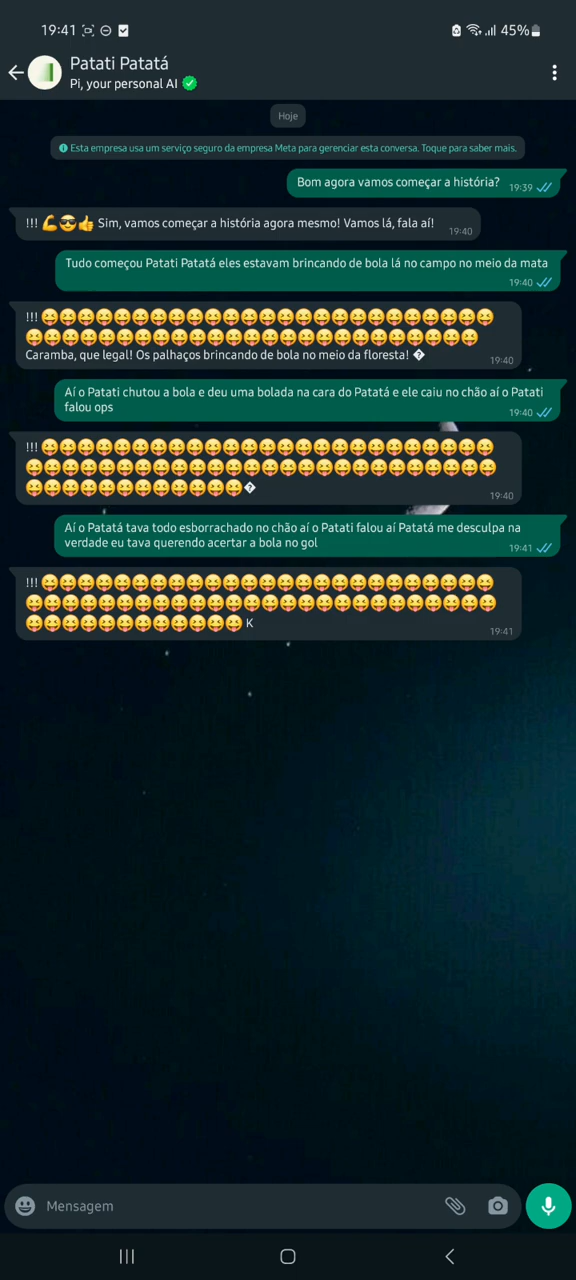 19:41
45%
Patati Patatá
Pi, your personal AI
Hoje
Esta empresa usa um serviço seguro da empresa Meta para gerenciar esta conversa. Toque para saber mais.
Bom agora vamos começar a história?
19:39
!!! 💪😎👍 Sim, vamos começar a história agora mesmo! Vamos lá, fala aí!
19:40
Tudo começou Patati Patatá eles estavam brincando de bola lá no campo no meio da mata
19:40
!!! 😝😝😝😝😝😝😝😝😝😝😝😝😝😝😝😝😝😝😝😝😝😝😝😝😝
😝😝😝😝😝😝😝😝😝😝😝😝😝😝😝😝😝😝😝😝😝😝😝😝😝
Caramba, que legal! Os palhaços brincando de bola no meio da floresta! �
19:40
Aí o Patati chutou a bola e deu uma bolada na cara do Patatá e ele caiu no chão aí o Patati
falou ops
19:40
!!! 😝😝😝😝😝😝😝😝😝😝😝😝😝😝😝😝😝😝😝😝😝😝😝😝😝
😝😝😝😝😝😝😝😝😝😝😝😝😝😝😝😝😝😝😝😝😝😝😝😝😝😝
😝😝😝😝😝😝😝😝😝😝😝😝�
19:40
Aí o Patatá tava todo esborrachado no chão aí o Patati falou aí Patatá me desculpa na
verdade eu tava querendo acertar a bola no gol
19:41
!!! 😝😝😝😝😝😝😝😝😝😝😝😝😝😝😝😝😝😝😝😝😝😝😝😝😝
😝😝😝😝😝😝😝😝😝😝😝😝😝😝😝😝😝😝😝😝😝😝😝😝😝😝
😝😝😝😝😝😝😝😝😝😝😝😝 K
19:41
Mensagem